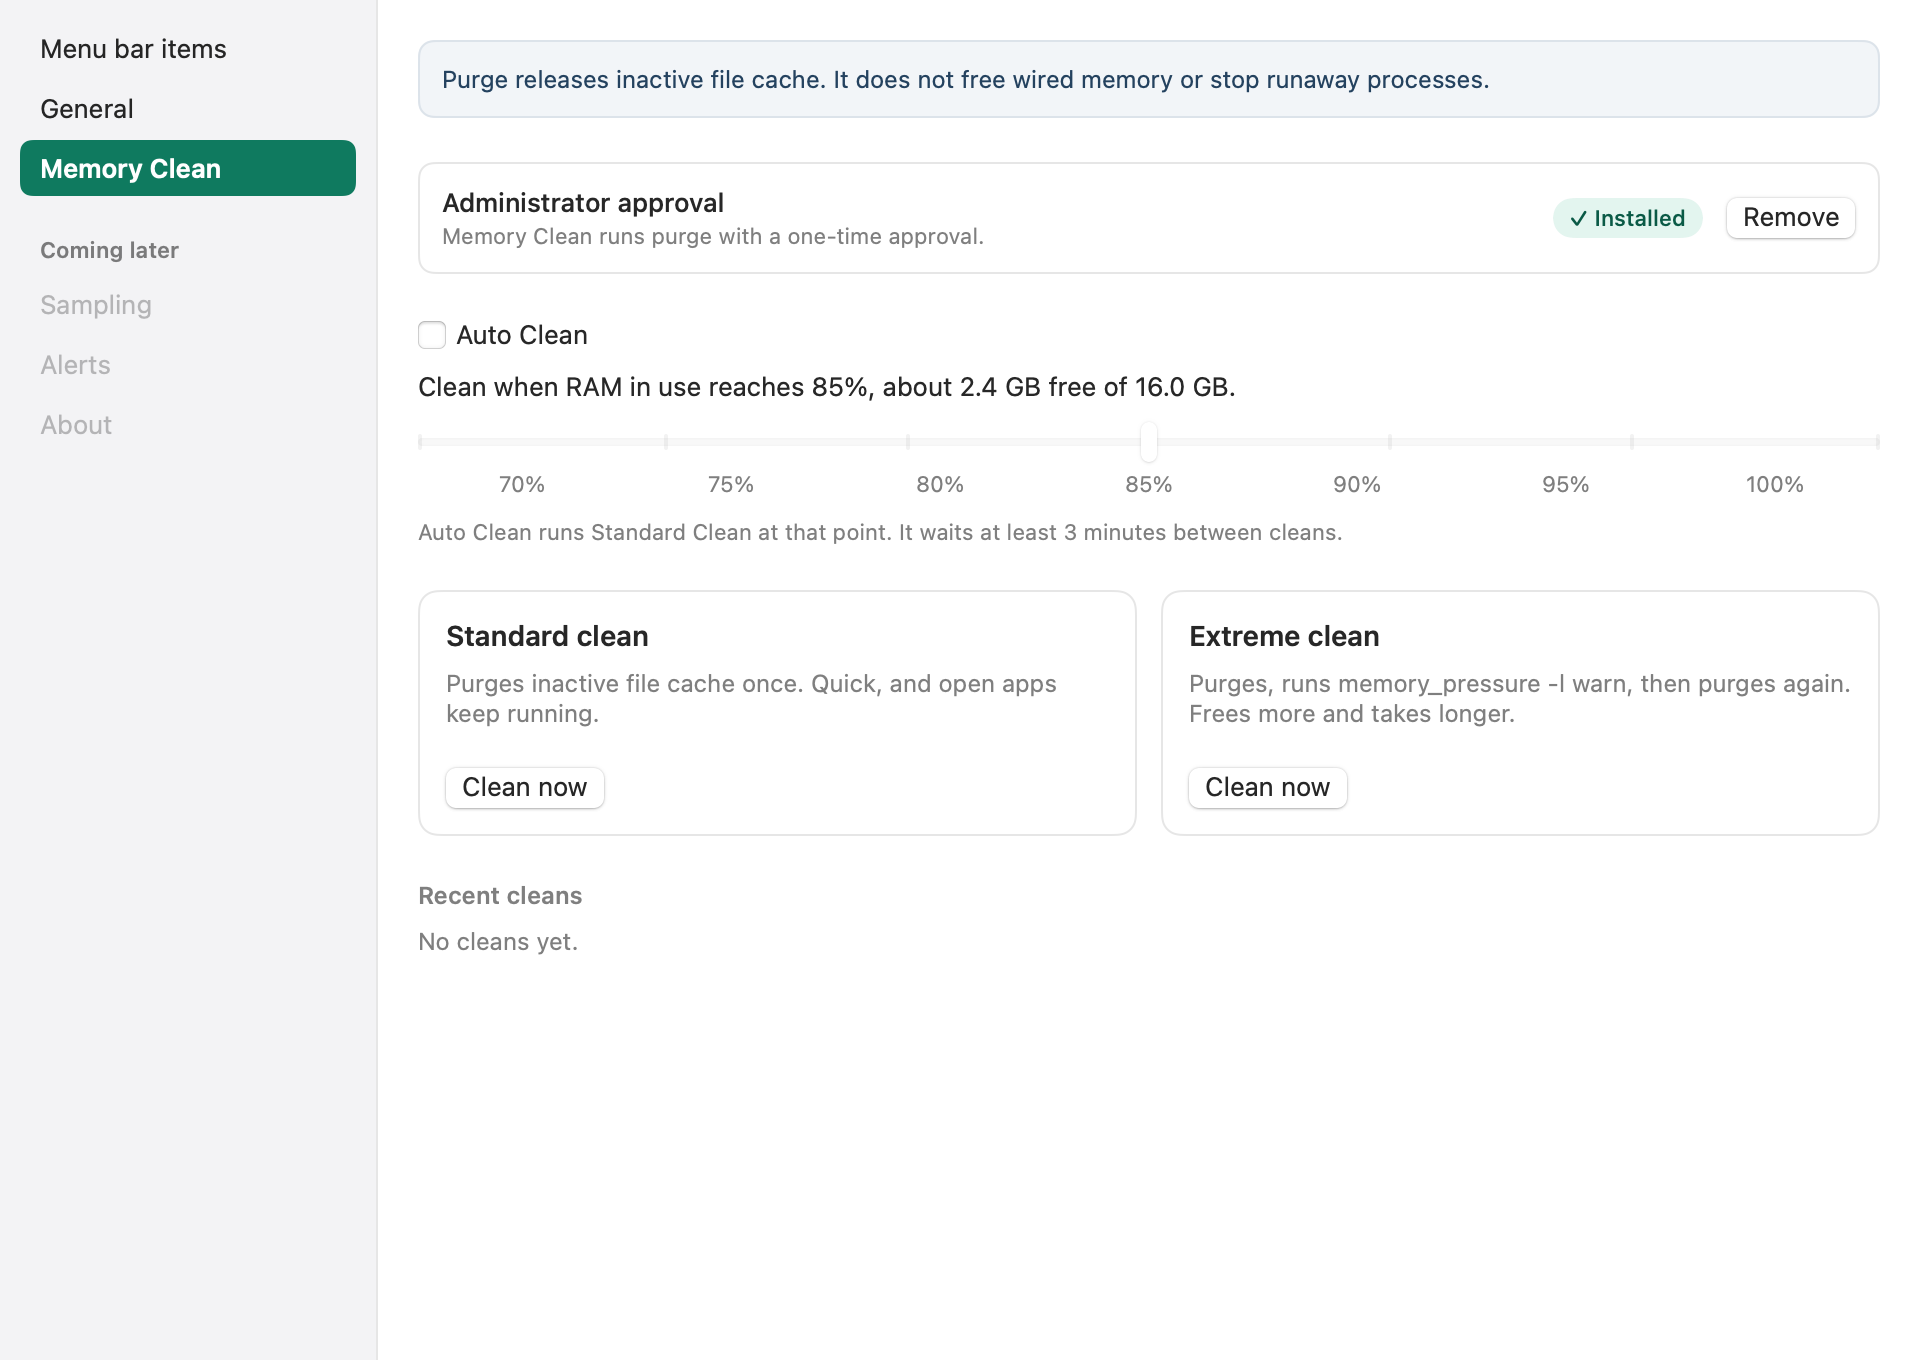 Menu bar items
General
Memory Clean
Coming later
Sampling
Alerts
About
Purge releases inactive file cache. It does not free wired memory or stop runaway processes.
Administrator approval
Memory Clean runs purge with a one-time approval.
✓ Installed
Remove
Auto Clean
Clean when RAM in use reaches 85%, about 2.4 GB free of 16.0 GB.
70% 75% 80% 85% 90% 95% 100%
Auto Clean runs Standard Clean at that point. It waits at least 3 minutes between cleans.
Standard clean
Purges inactive file cache once. Quick, and open apps
keep running.
Clean now
Extreme clean
Purges, runs memory_pressure -l warn, then purges again.
Frees more and takes longer.
Clean now
Recent cleans
No cleans yet.